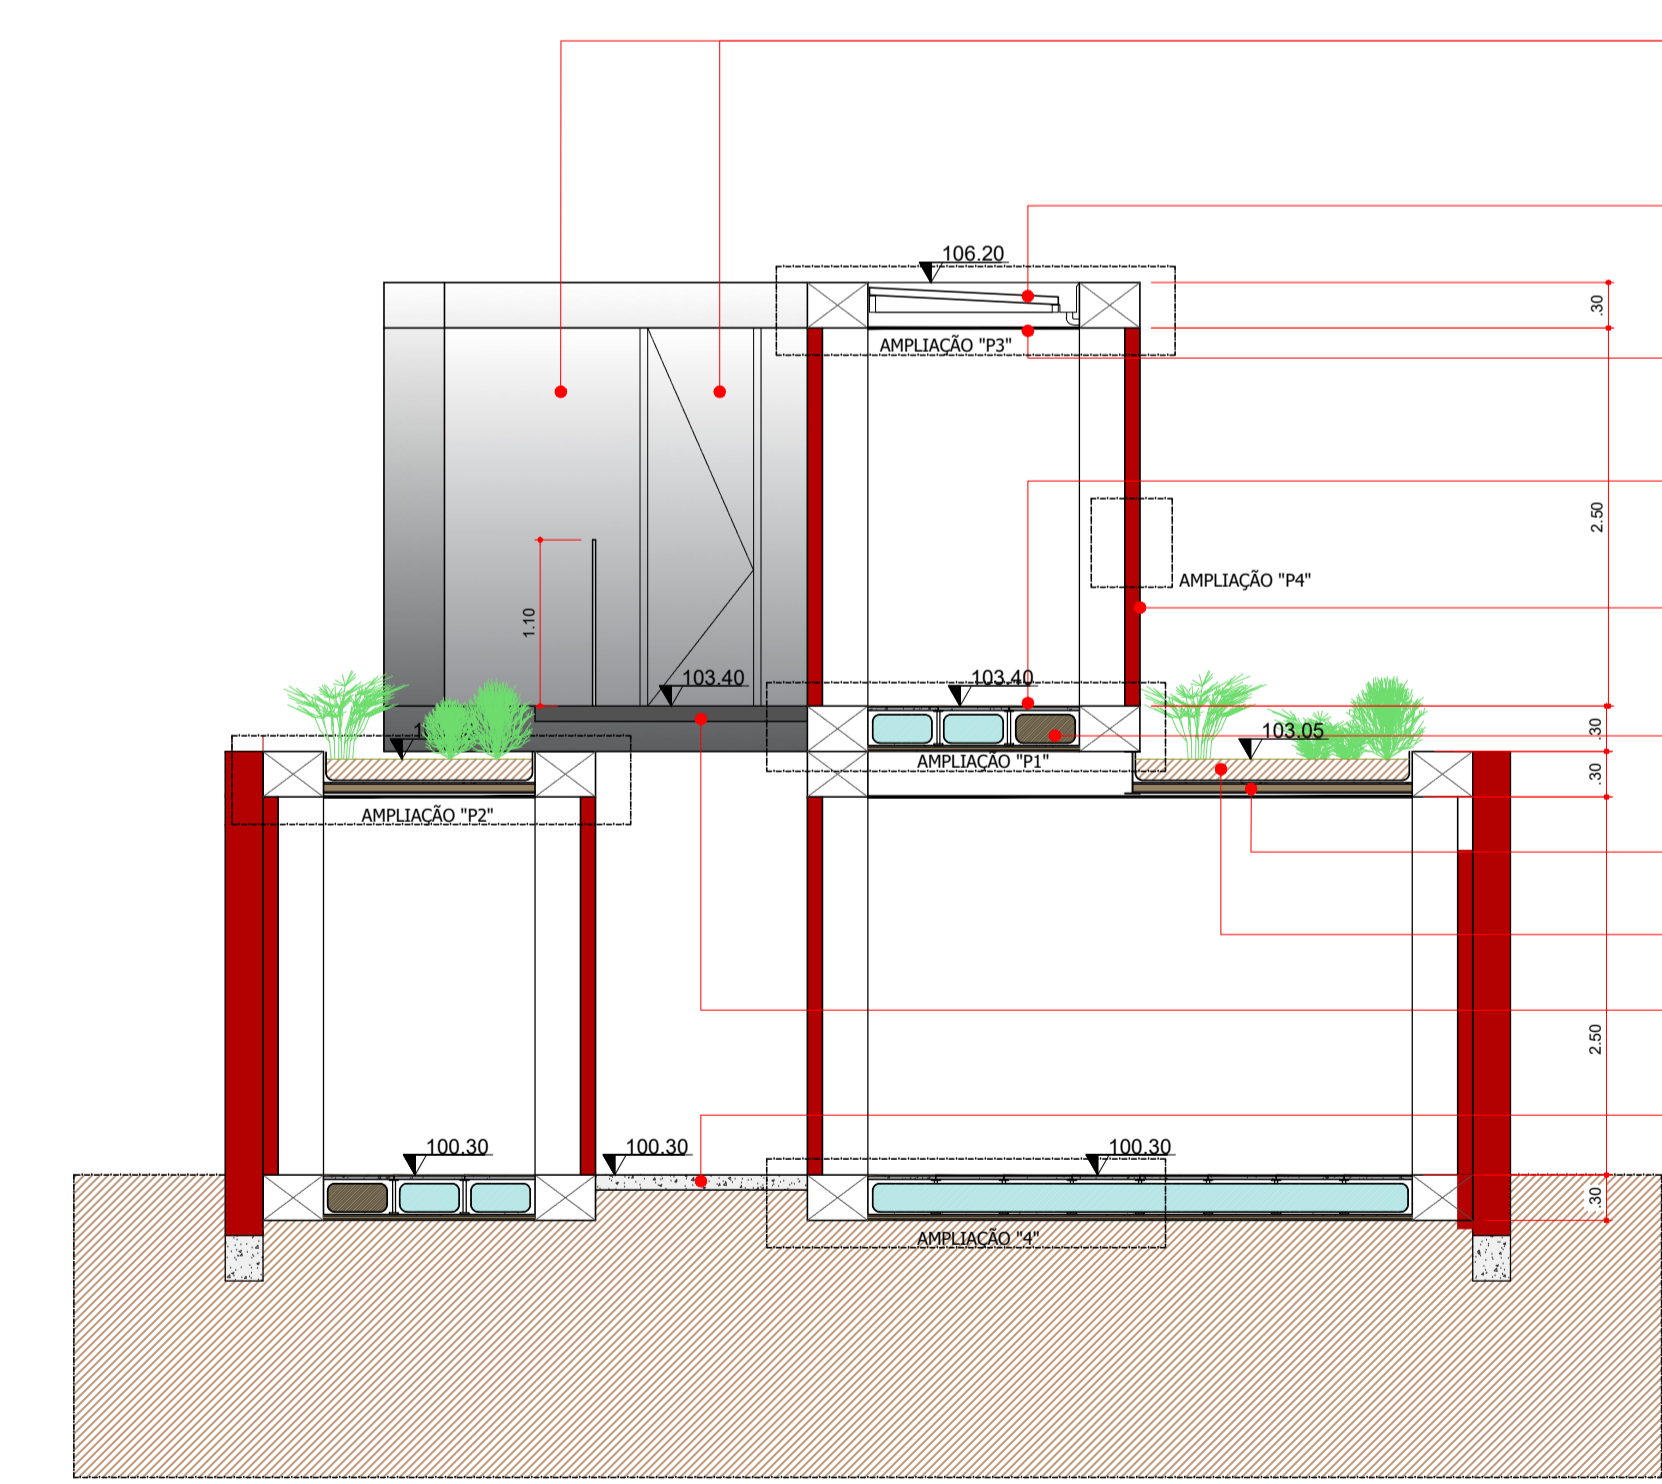 106.20
.30
AMPLIAÇÃO "P3"
2.50
AMPLIAÇÃO "P4"
1.10
103.40
103.40
.30
103.05
AMPLIAÇÃO "P1"
.30
AMPLIAÇÃO "P2"
2.50
100.30
100.30
100.30
.30
AMPLIAÇÃO "4"